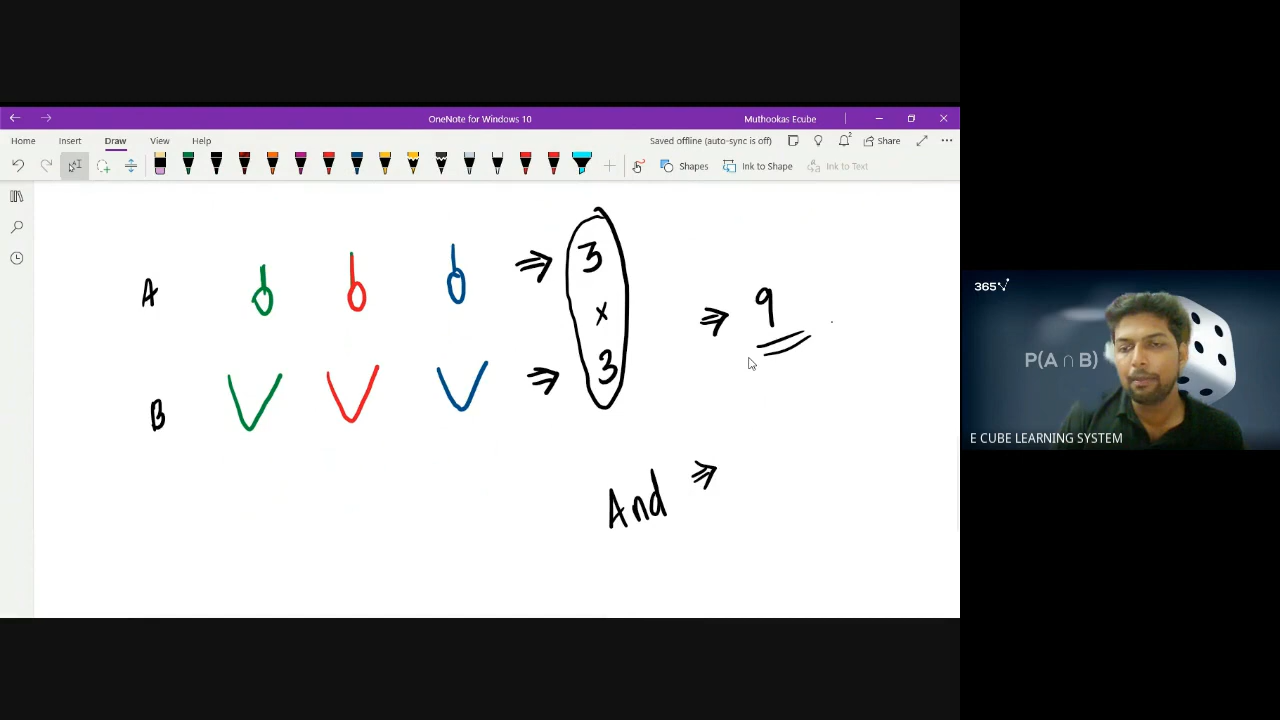 OneNote for Windows 10
Muthookas Ecube
Home Insert Draw View Help
Saved offline (auto-sync is off)
2
Share
Shapes
Ink to Shape
Ink to Text
A ⇒ 3
x
⇒ 9
B ⇒ 3
And ⇒
365
P(A ∩ B)
E CUBE LEARNING SYSTEM